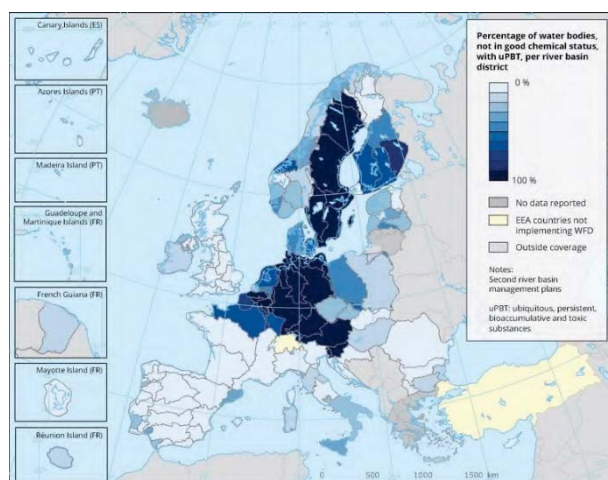 Canary Islands (ES)
Azores Islands (PT)
Madeira Island (PT)
Guadeloupe and
Martinique Islands (FR)
French Guiana (FR)
Mayotte Island (FR)
Réunion Island (FR)
Percentage of water bodies,
not in good chemical status,
with uPBT, per river basin
district
0 %
100 %
No data reported
EEA countries not
implementing WFD
Outside coverage
Notes:
Second river basin
management plans
uPBT: ubiquitous, persistent,
bioaccumulative and toxic
substances
0 500 1000 1500 km